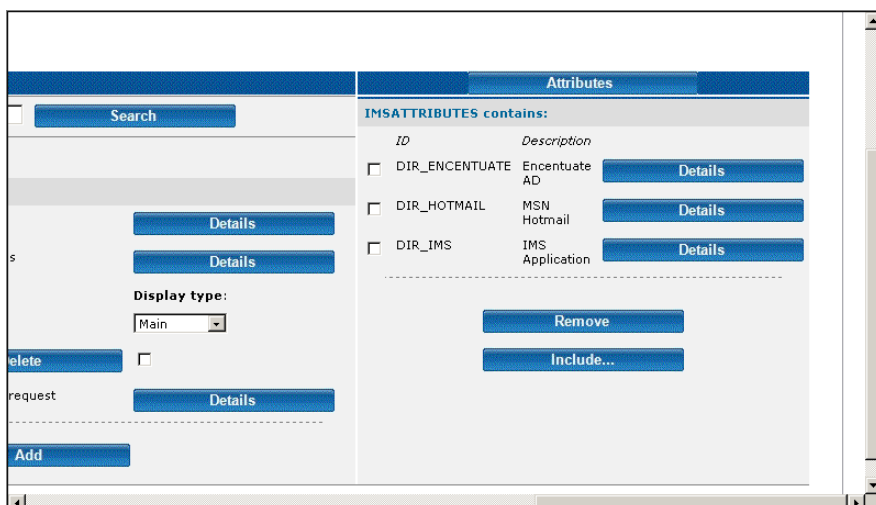 Attributes
Search
IMSATTRIBUTES contains:
ID Description
DIR_ENCENTUATE Encentuate AD Details
DIR_HOTMAIL MSN Hotmail Details
DIR_IMS IMS Application Details
Remove
Include...
Details
s Details
Display type:
Main
elete
request Details
Add